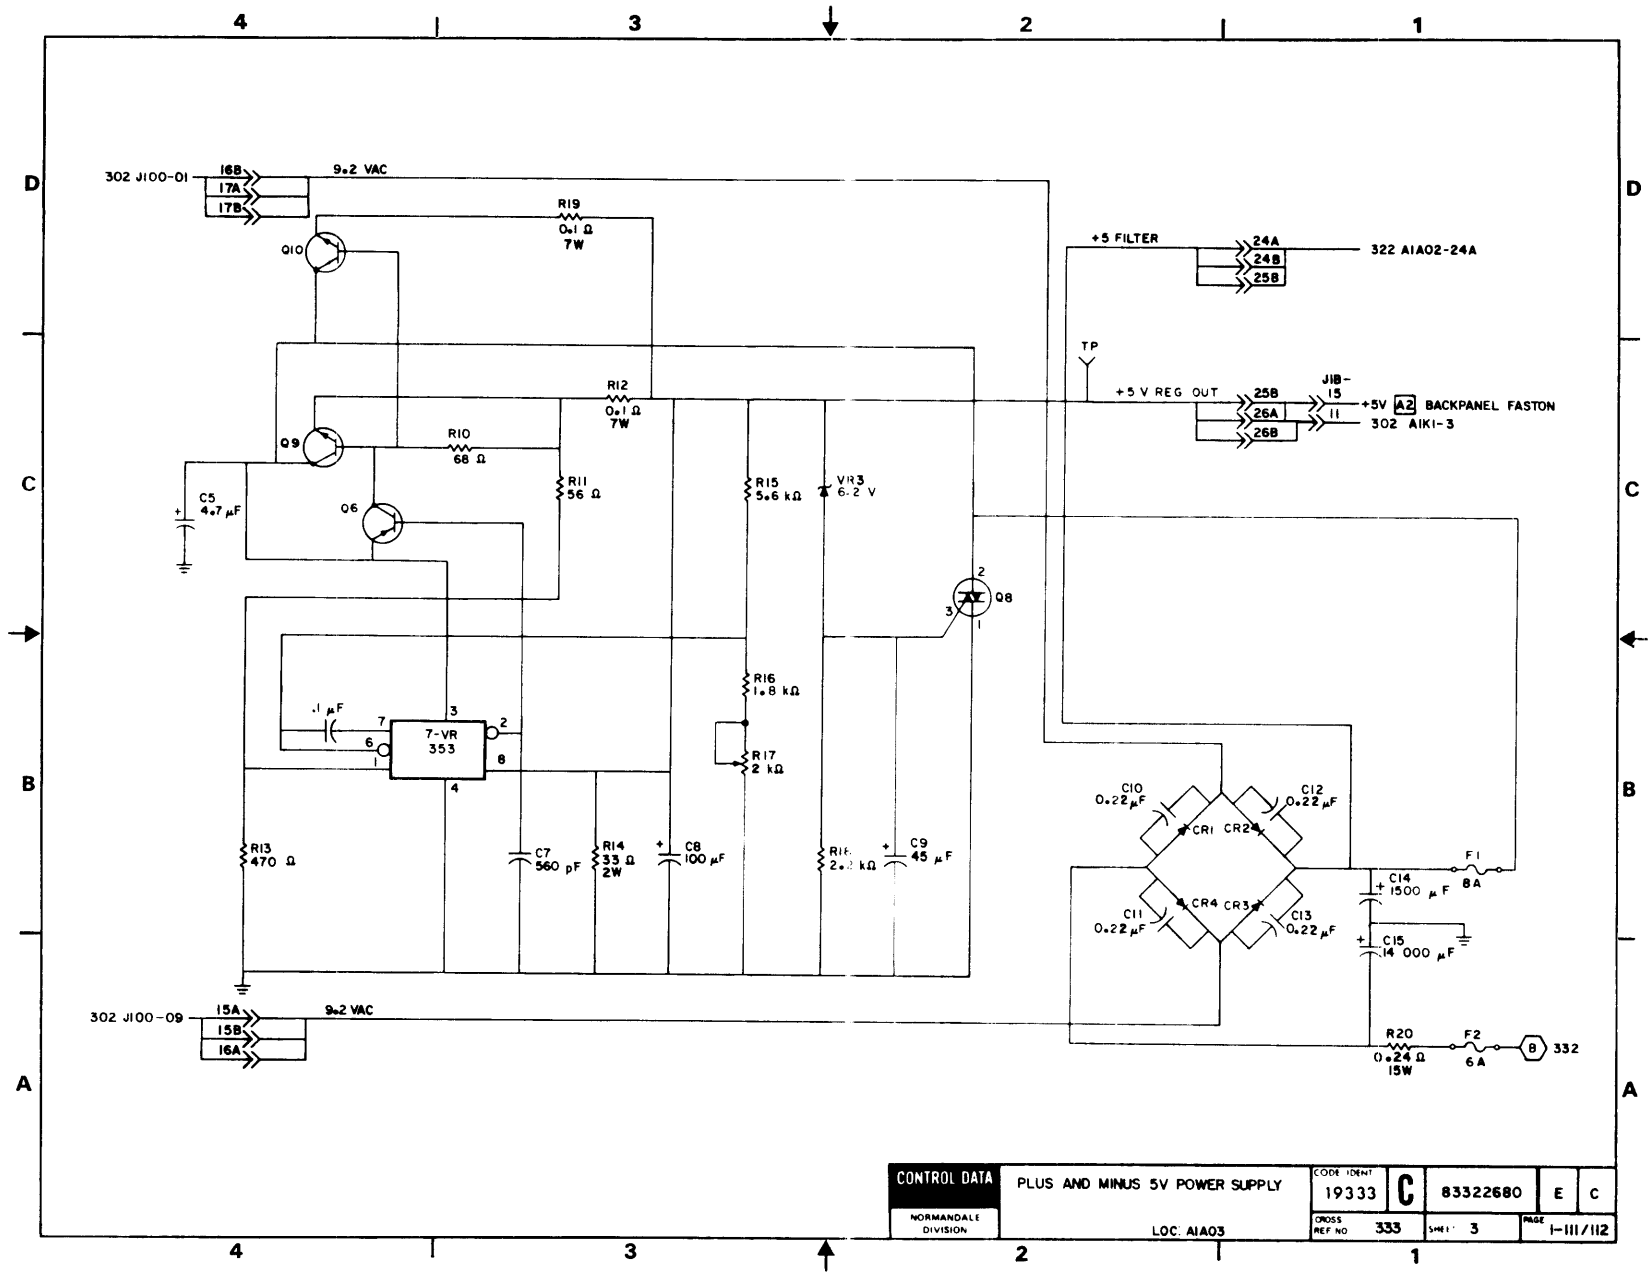 4 3 2 1
D
D
302 J100-01
16B
9.2 VAC
17A
17B
R19
0.1 Ω
7W
Q10
+5 FILTER
24A
24B
25B
322 A1A02-24A
TP
R12
0.1 Ω
7W
+5 V REG OUT
25B
26A
26B
J1B-
15
11
+5V A2 BACKPANEL FASTON
302 A1K1-3
Q9
R10
68 Ω
C
C
C5
+
4.7 μF
Q6
R11
56 Ω
R15
5.6 kΩ
VR3
6.2 V
2
Q8
3
1
R16
1.8 kΩ
.1 μF
7
3
2
6
7-VR
353
1
8
4
R17
2 kΩ
B
B
C10
0.22 μF
C12
0.22 μF
CR1
CR2
R13
470 Ω
C7
560 pF
R14
33 Ω
2W
+
C8
100 μF
kΩ
+
C9
45 μF
F1
8A
C14
+
1500 μF
CR4
CR3
C11
0.22 μF
C13
0.22 μF
+
C15
14 000 μF
302 J100-09
15A
9.2 VAC
15B
16A
R20
0.24 Ω
15W
F2
6A
B
332
A
A
CONTROL DATA
NORMANDALE
DIVISION
PLUS AND MINUS 5V POWER SUPPLY
LOC: A1A03
CODE IDENT
19333
C
83322680
E
C
CROSS
REF NO
333
3
PAGE
1-111/112
4 3 2 1